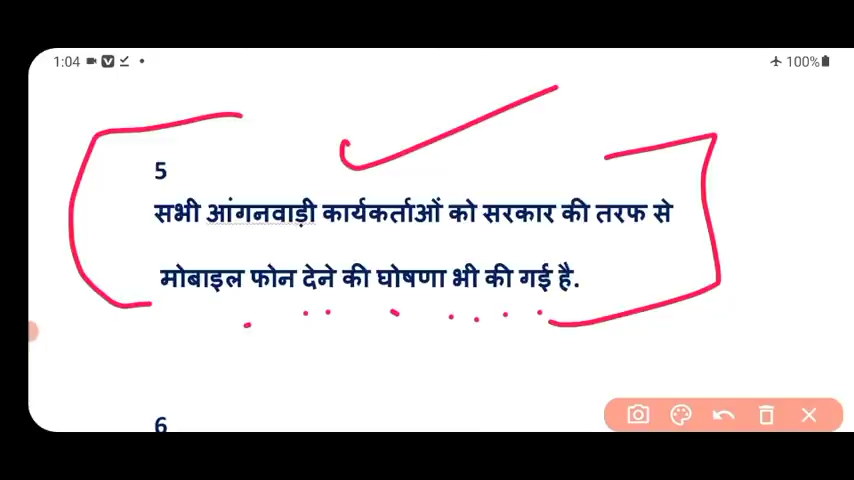 1:04
100%
5
सभी आंगनवाड़ी कार्यकर्ताओं को सरकार की तरफ से
मोबाइल फोन देने की घोषणा भी की गई है.
6